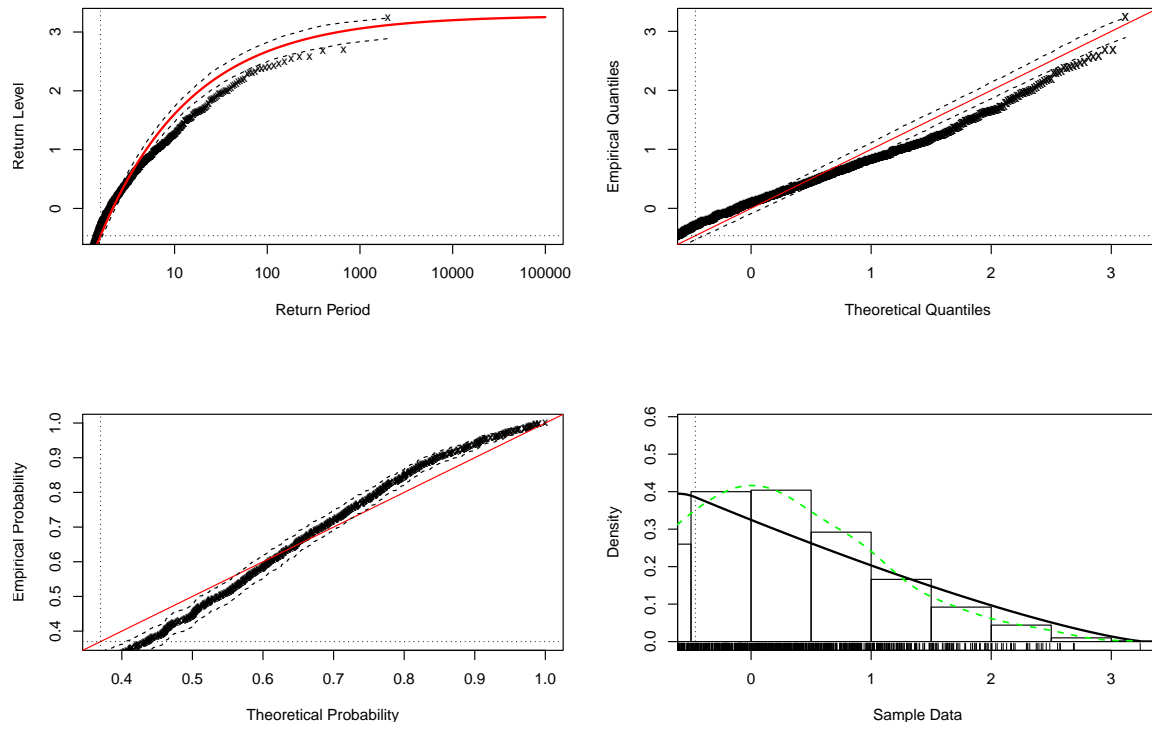 Return Level
0 1 2 3
10 100 1000 10000 100000
Return Period
Empirical Quantiles
0 1 2 3
0 1 2 3
Theoretical Quantiles
Empirical Probability
0.4 0.5 0.6 0.7 0.8 0.9 1.0
0.4 0.5 0.6 0.7 0.8 0.9 1.0
Theoretical Probability
Density
0.0 0.1 0.2 0.3 0.4 0.5 0.6
0 1 2 3
Sample Data